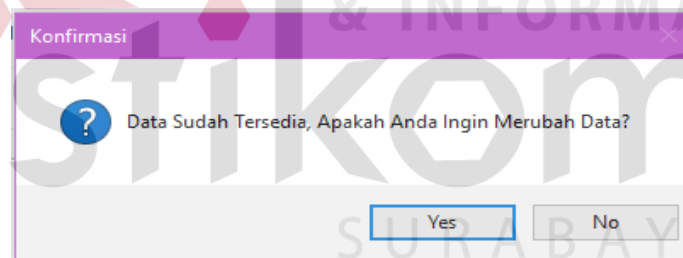 & INFORMA
Konfirmasi
stikom
Data Sudah Tersedia, Apakah Anda Ingin Merubah Data?
Yes
No
SURABAY